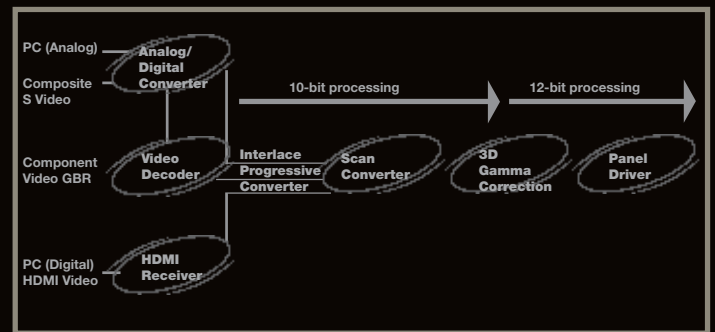 PC (Analog)
Composite
S Video
Analog/
Digital
Converter
10-bit processing
12-bit processing
Component
Video GBR
Video
Decoder
Interlace
Progressive
Converter
Scan
Converter
3D
Gamma
Correction
Panel
Driver
PC (Digital)
HDMI Video
HDMI
Receiver